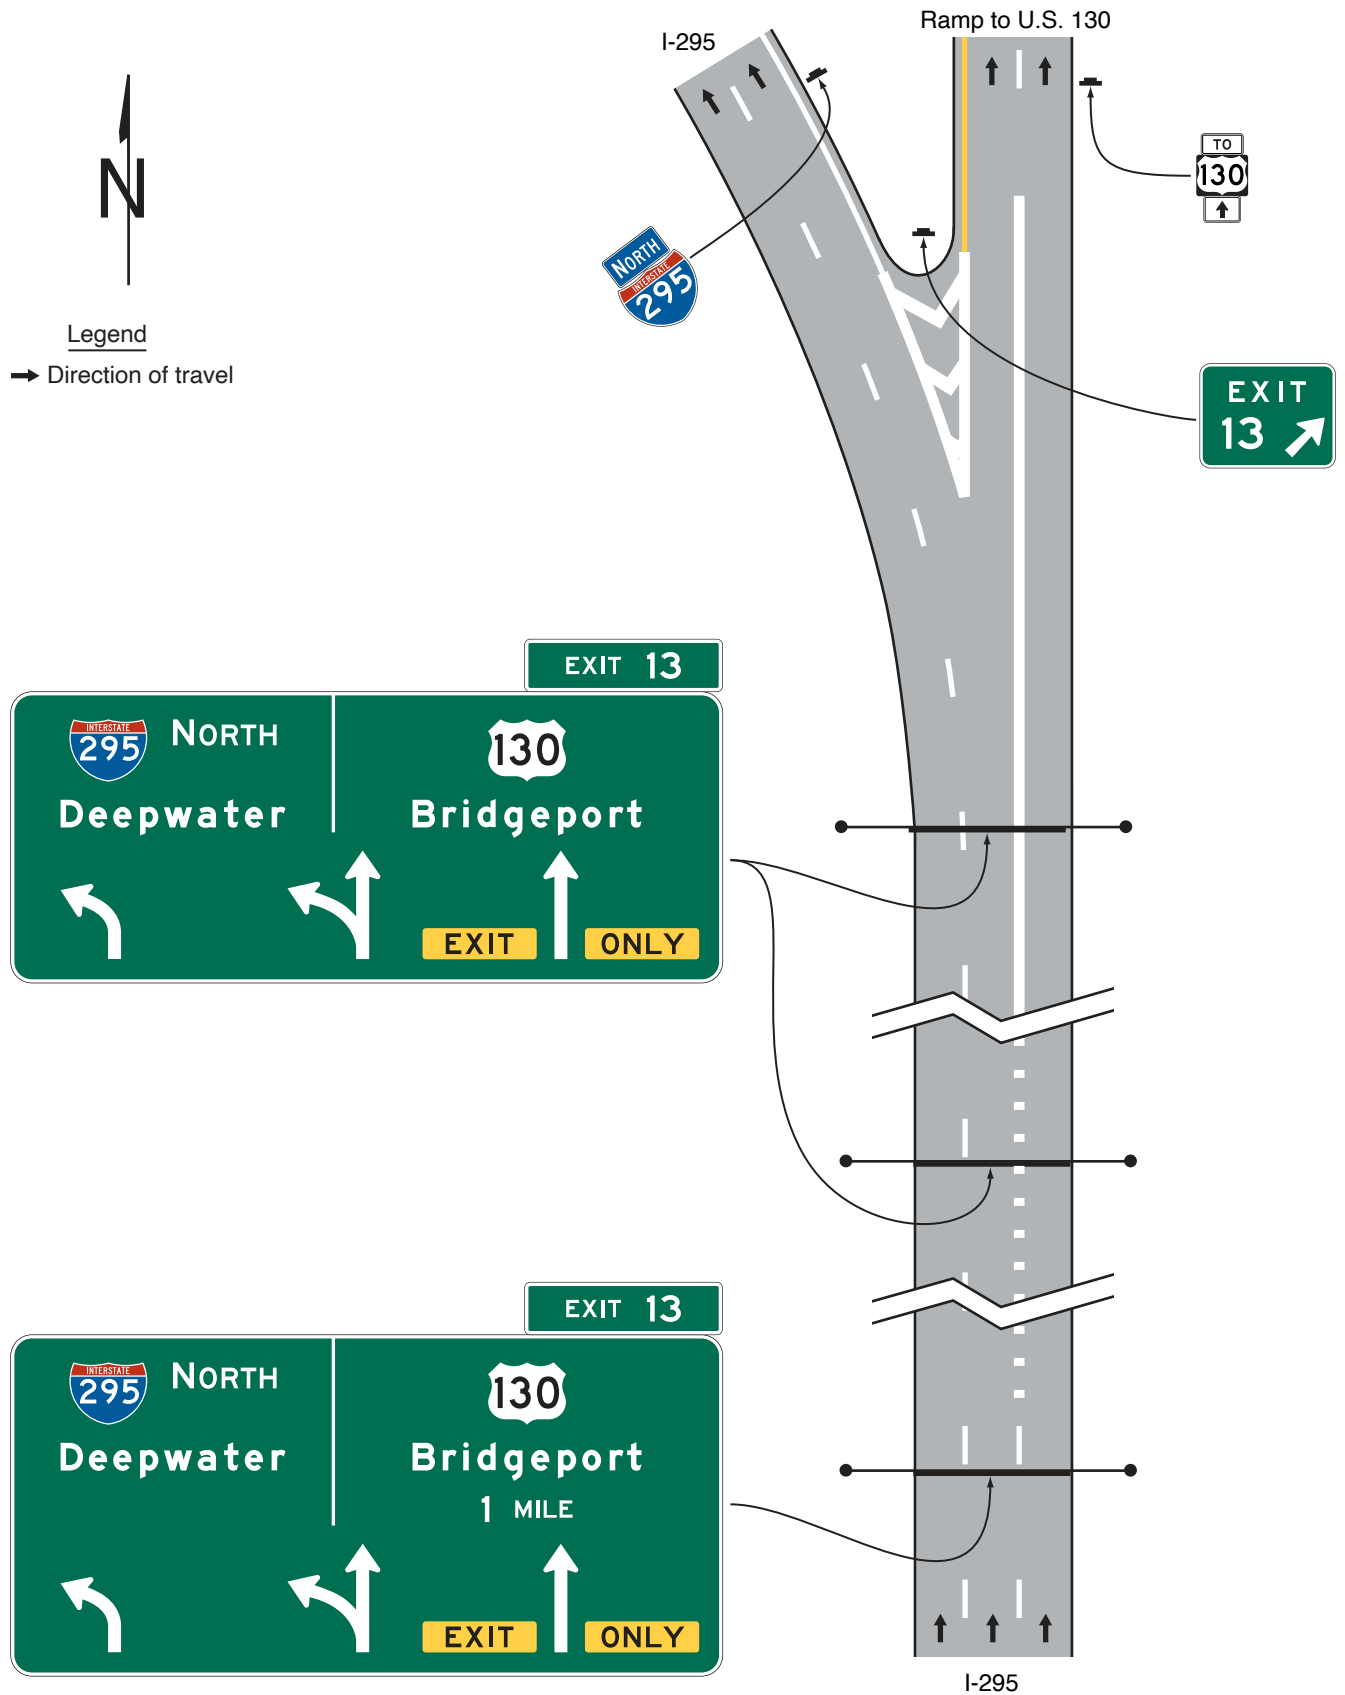 I-295
Ramp to U.S. 130
N
TO
130
NORTH
INTERSTATE
295
Legend
Direction of travel
EXIT
13
EXIT 13
INTERSTATE
295
NORTH
Deepwater
130
Bridgeport
EXIT
ONLY
EXIT 13
INTERSTATE
295
NORTH
Deepwater
130
Bridgeport
1 MILE
EXIT
ONLY
I-295